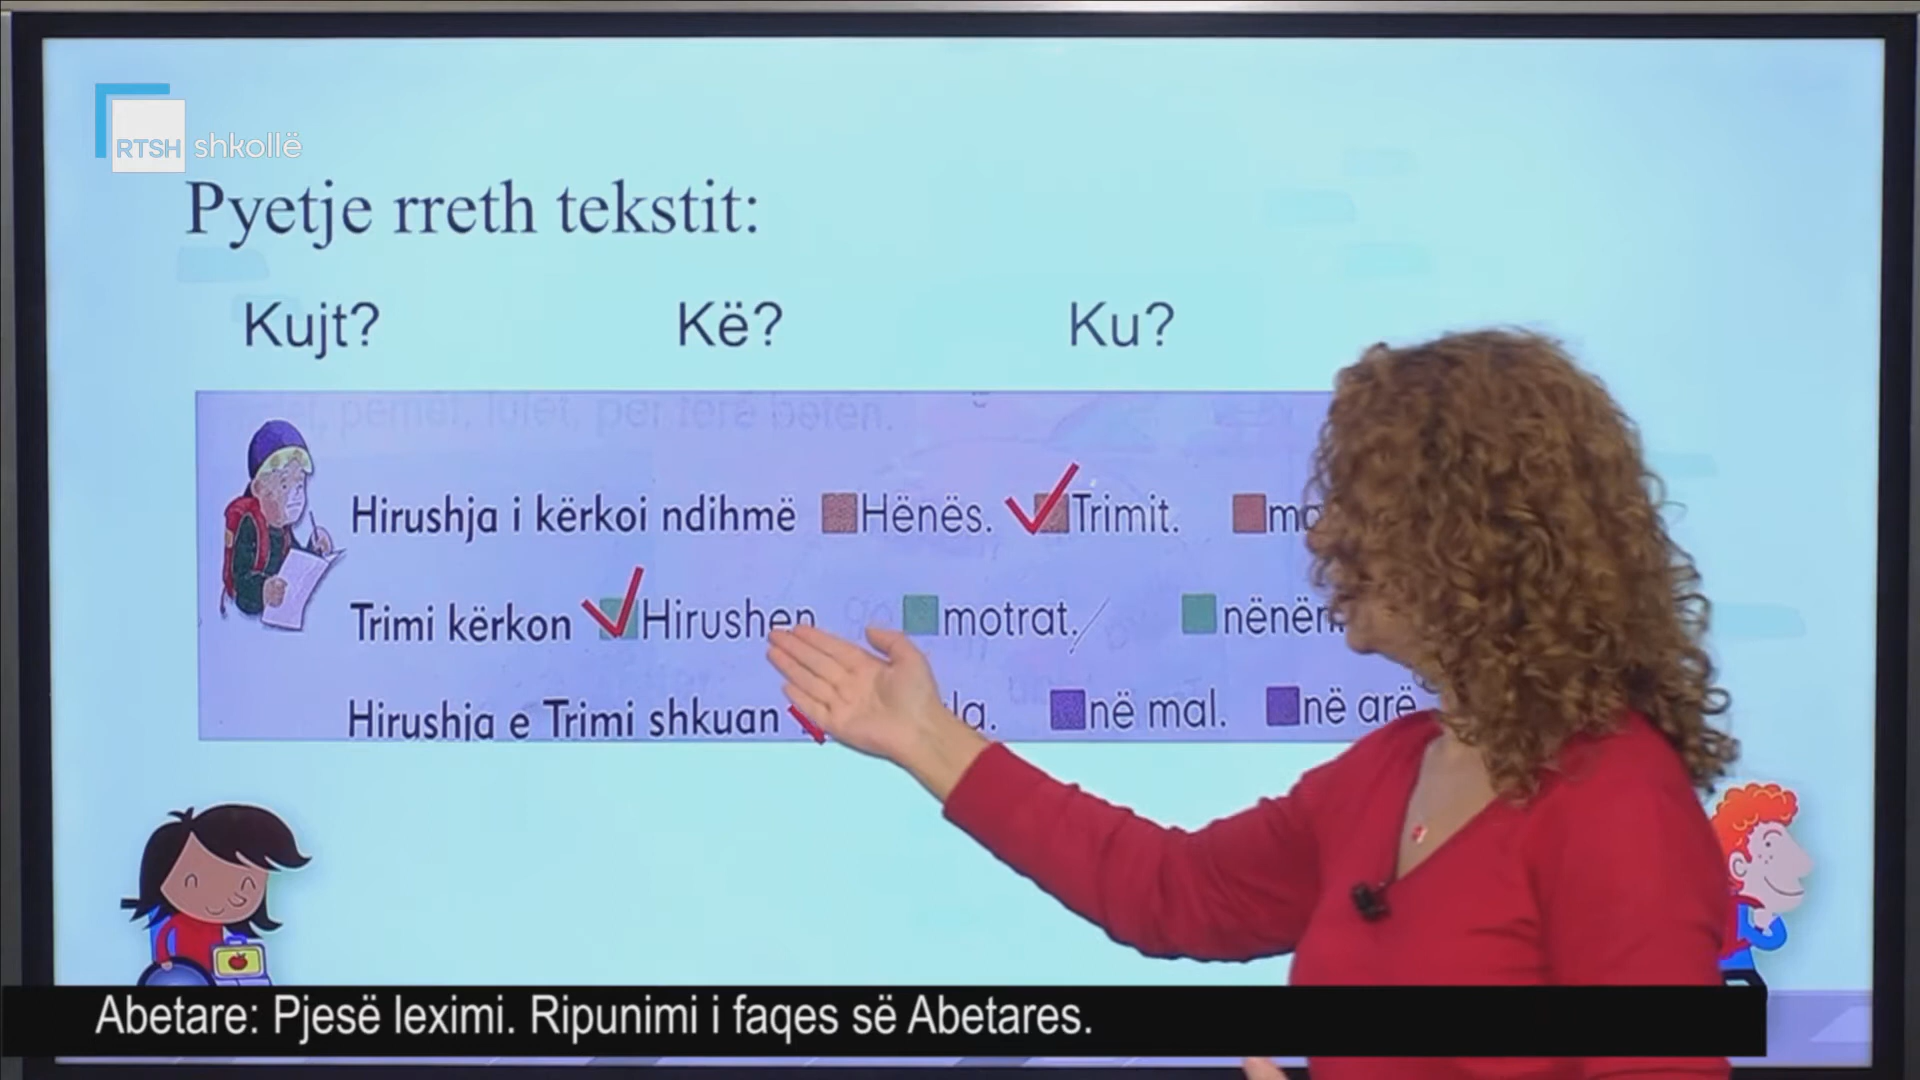 RTSH shkollë
Pyetje rreth tekstit:
Kujt? Kë? Ku?
Hirushja i kërkoi ndihmë Hënës. Trimit.
Trimi kërkon Hirushen motrat. nënën.
Hirushja e Trimi shkuan në mal. në arë
Abetare: Pjesë leximi. Ripunimi i faqes së Abetares.